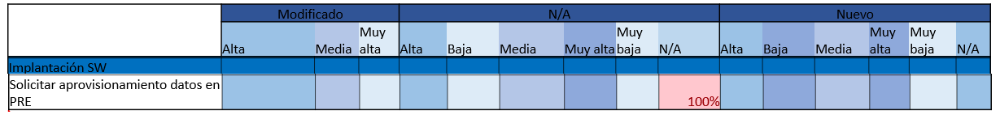 Modificado N/A Nuevo
Alta Media Muy alta Alta Baja Media Muy alta Muy baja N/A Alta Baja Media Muy alta Muy baja N/A
Implantación SW
Solicitar aprovisionamiento datos en
PRE 100%